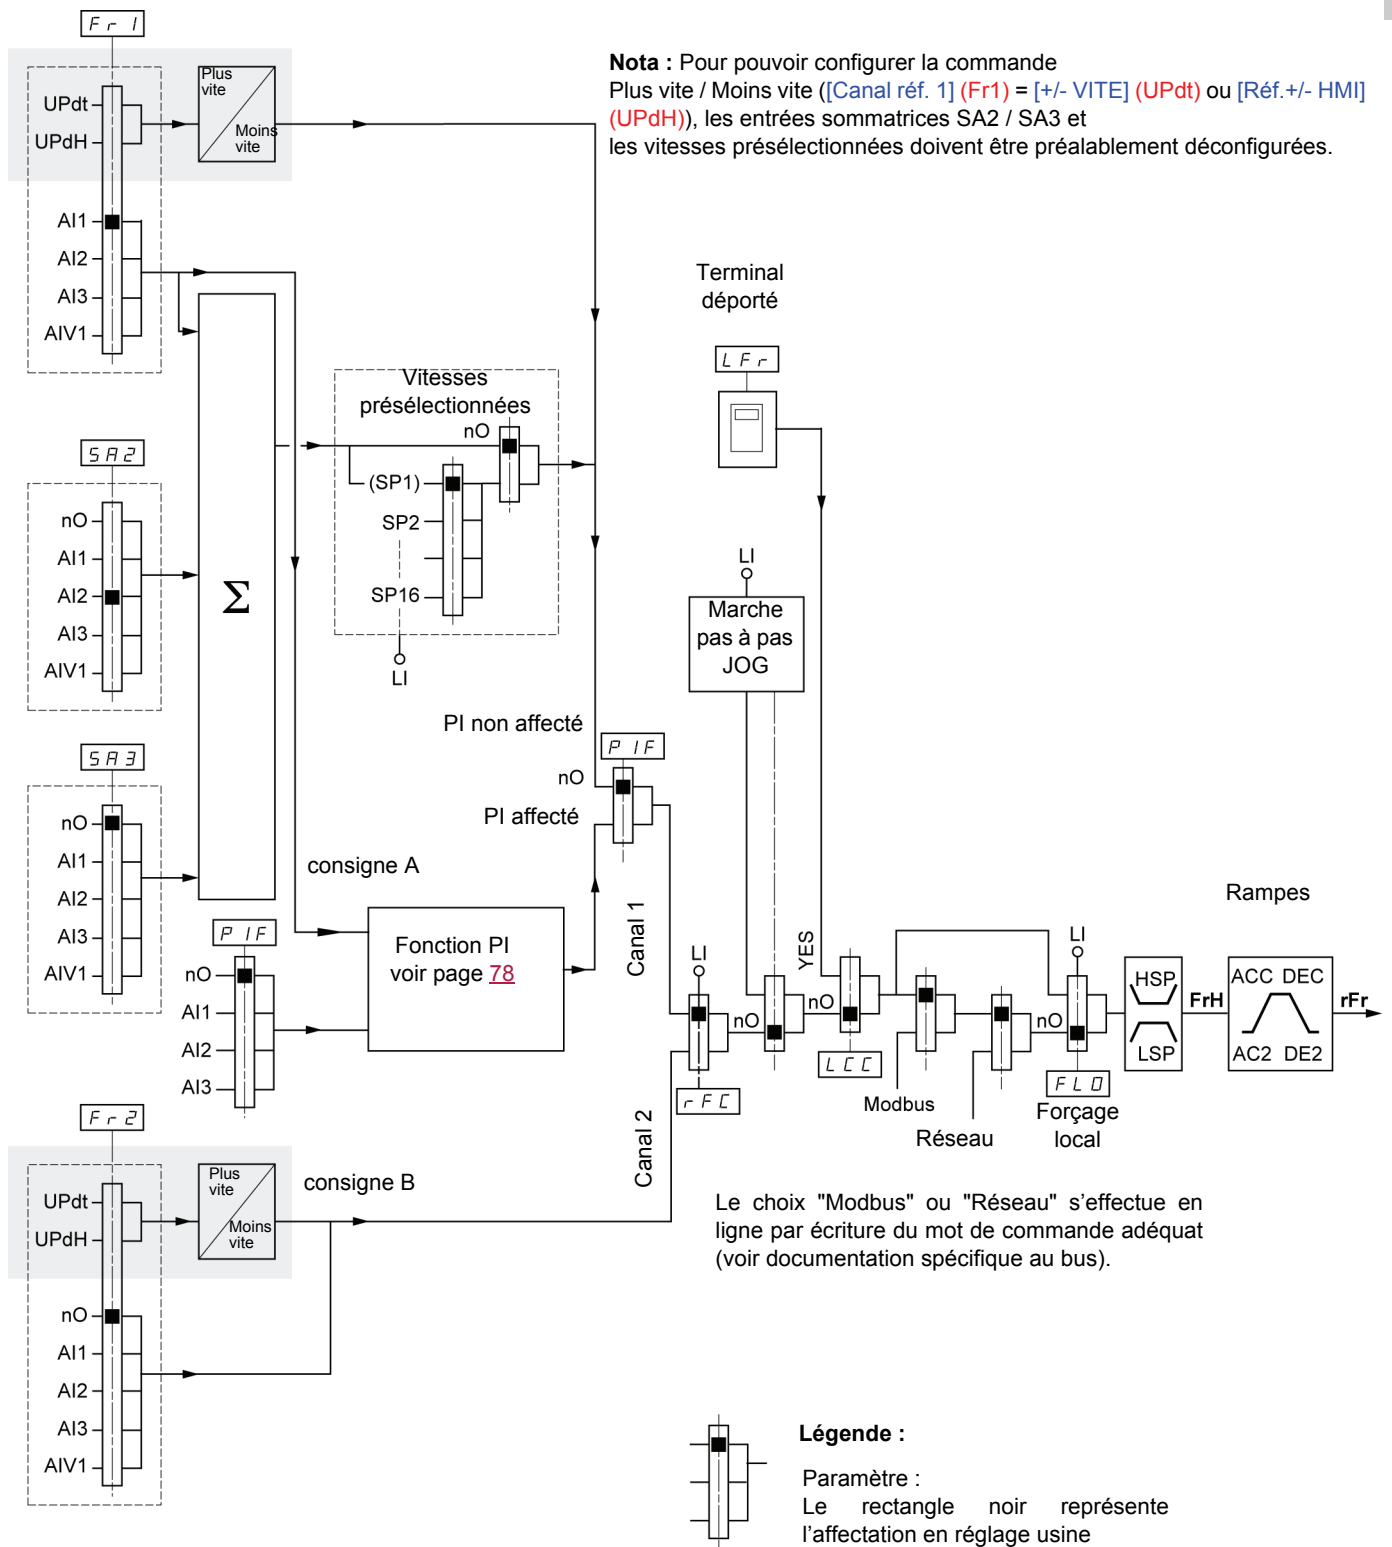 Fr1
Nota : Pour pouvoir configurer la commande
Plus vite / Moins vite ([Canal réf. 1] (Fr1) = [+/- VITE] (UPdt) ou [Réf.+/- HMI]
(UPdH)), les entrées sommatrices SA2 / SA3 et
les vitesses présélectionnées doivent être préalablement déconfigurées.
UPdt
UPdH
Plus
vite
Moins
vite
AI1
AI2
AI3
AIV1
Terminal
déporté
LFr
Vitesses
présélectionnées
nO
(SP1)
SP2
SP16
LI
SA2
nO
AI1
AI2
AI3
AIV1
Σ
LI
Marche
pas à pas
JOG
PI non affecté
PIF
nO
PI affecté
SA3
nO
AI1
AI2
AI3
AIV1
consigne A
PIF
nO
AI1
AI2
AI3
Fonction PI
voir page 78
Canal 1
LI
nO
rFC
YES
nO
LCC
Modbus
Réseau
nO
LI
FLO
Forçage
local
HSP
LSP
FrH
Rampes
ACC DEC
AC2 DE2
rFr
Canal 2
Fr2
UPdt
UPdH
Plus
vite
Moins
vite
consigne B
nO
AI1
AI2
AI3
AIV1
Le choix "Modbus" ou "Réseau" s’effectue en
ligne par écriture du mot de commande adéquat
(voir documentation spécifique au bus).
Légende :
Paramètre :
Le rectangle noir représente
l’affectation en réglage usine